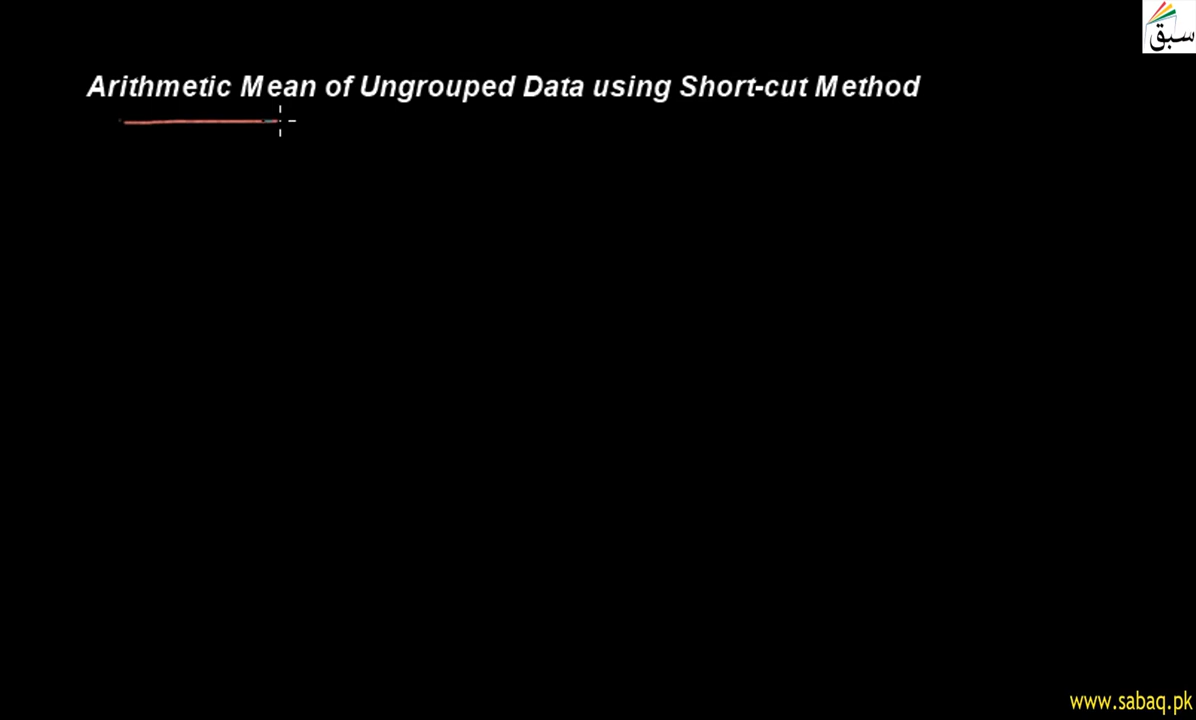 سبق
Arithmetic Mean of Ungrouped Data using Short-cut Method
www.sabaq.pk